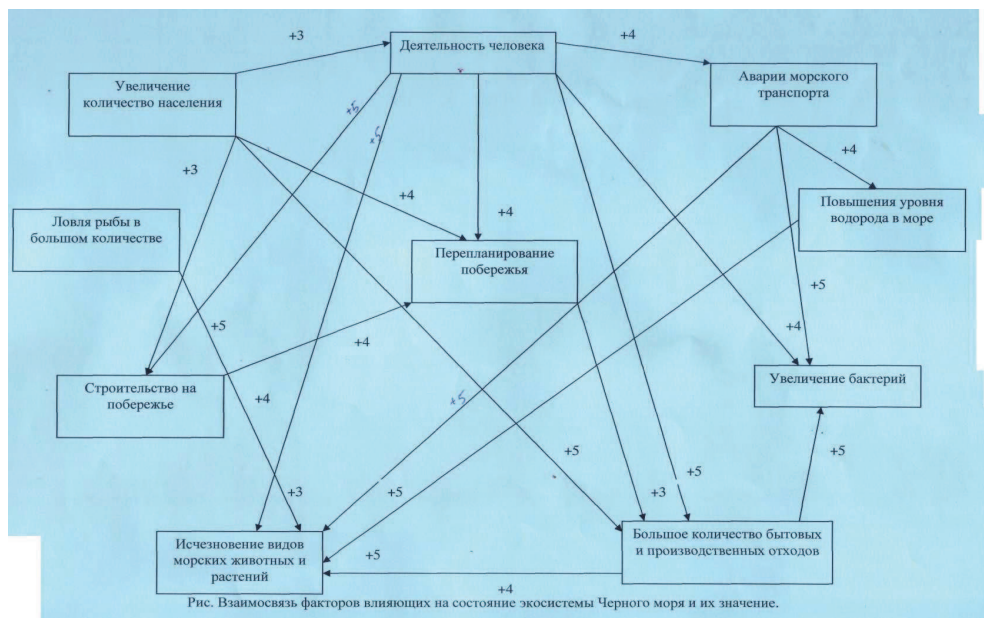 +3
Деятельность человека
+4
Увеличение
количество населения
Аварии морского
транспорта
+5
+5
+3
+4
+4
Ловля рыбы в
большом количестве
+4
Повышения уровня
водорода в море
Перепланирование
побережья
+5
+5
+4
+4
Строительство на
побережье
+4
+5
Увеличение бактерий
+5
+5
+3
+5
+5
+3
Исчезновение видов
морских животных и
растений
+5
+4
Большое количество бытовых
и производственных отходов
Рис. Взаимосвязь факторов влияющих на состояние экосистемы Черного моря и их значение.